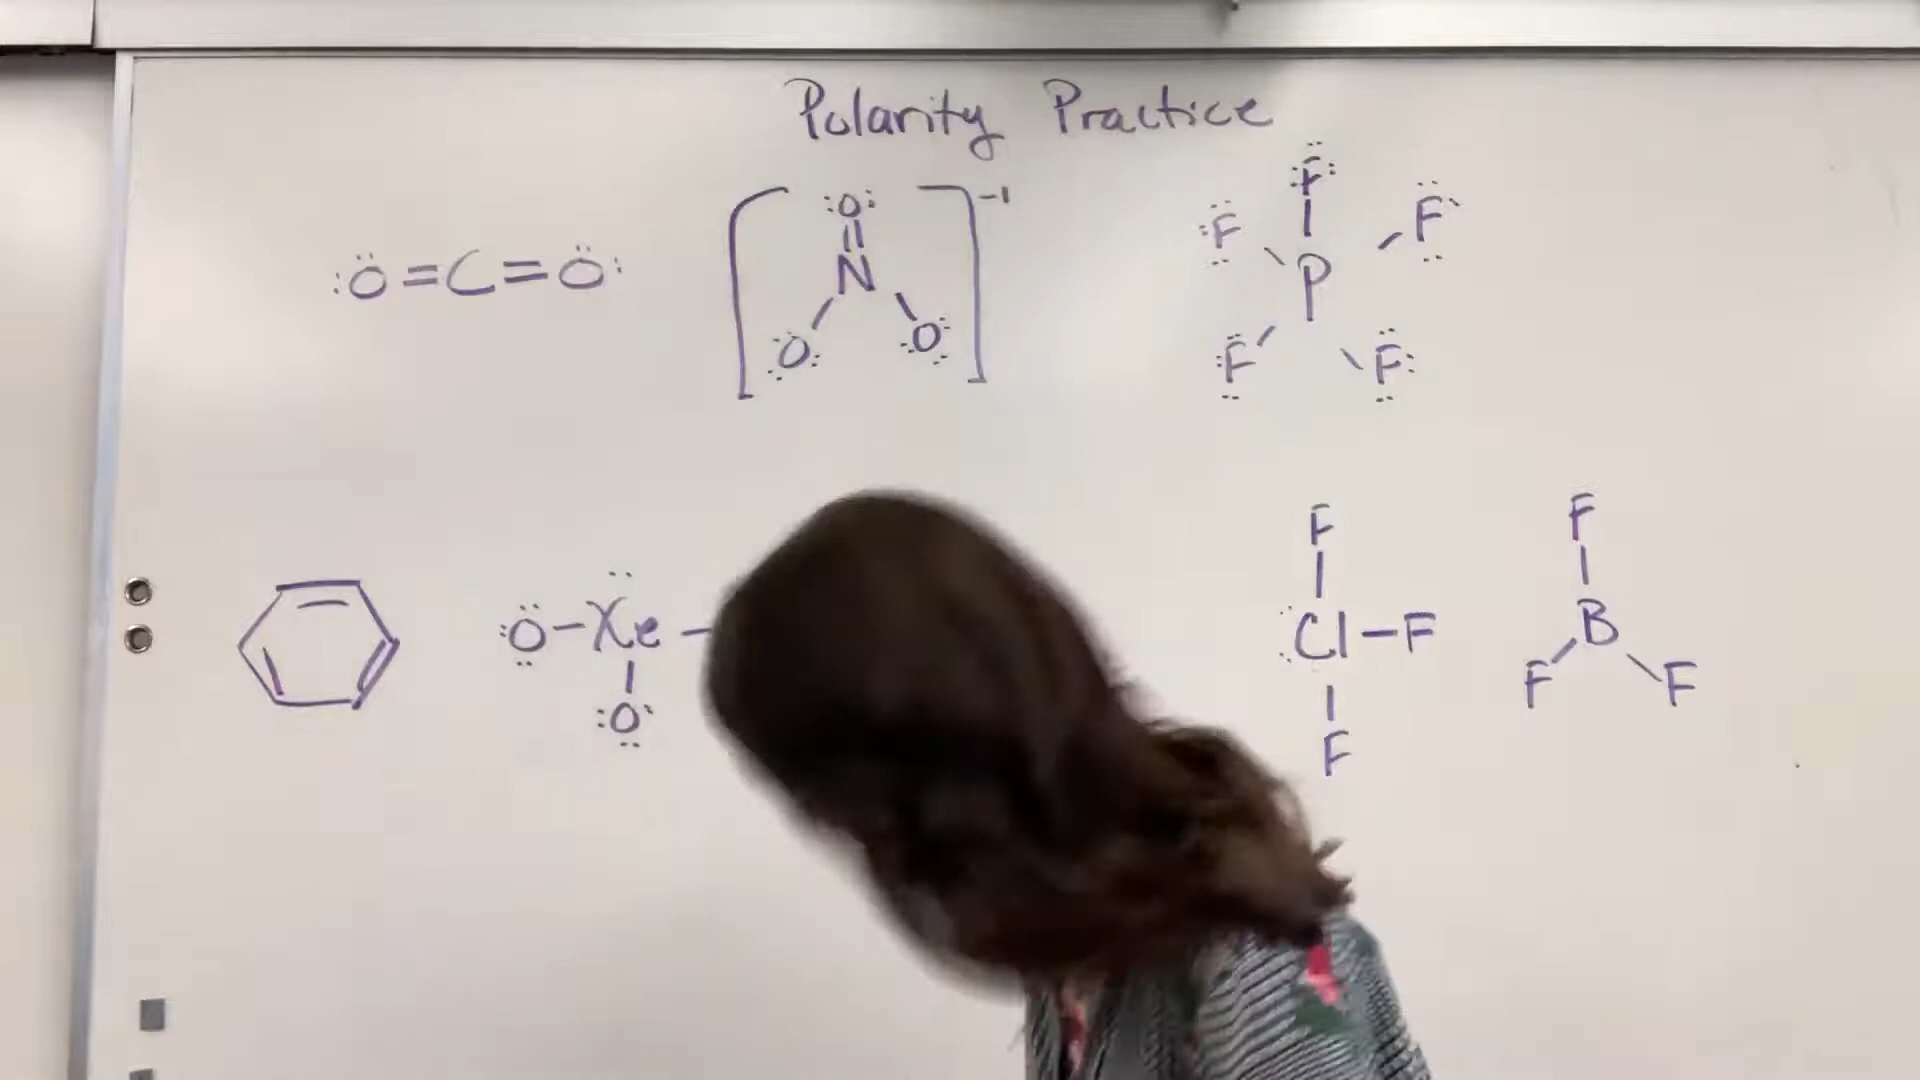 Polarity Practice
:Ö=C=Ö:
[ :O: ]-1
||
N
/ \
O O
F
|
F \ P / F
F / \ F
O-Xe-
|
:O:
F
|
Cl-F
|
F
F
|
B
/ \
F F